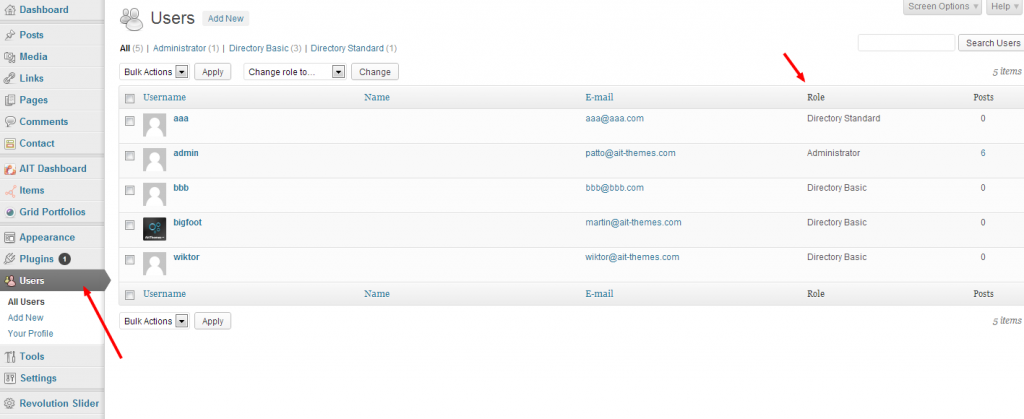 Dashboard
Posts
Media
Links
Pages
Comments
Contact
AIT Dashboard
Items
Grid Portfolios
Appearance
Plugins 1
Users
All Users
Add New
Your Profile
Tools
Settings
Revolution Slider
Screen Options Help
Users Add New
All (5) | Administrator (1) | Directory Basic (3) | Directory Standard (1)
Search Users
Bulk Actions Apply Change role to... Change 5 items
Username Name E-mail Role Posts
aaa aaa@aaa.com Directory Standard 0
admin patto@ait-themes.com Administrator 6
bbb bbb@bbb.com Directory Basic 0
bigfoot martin@ait-themes.com Directory Basic 0
wiktor wiktor@ait-themes.com Directory Basic 0
Username Name E-mail Role Posts
Bulk Actions Apply 5 items